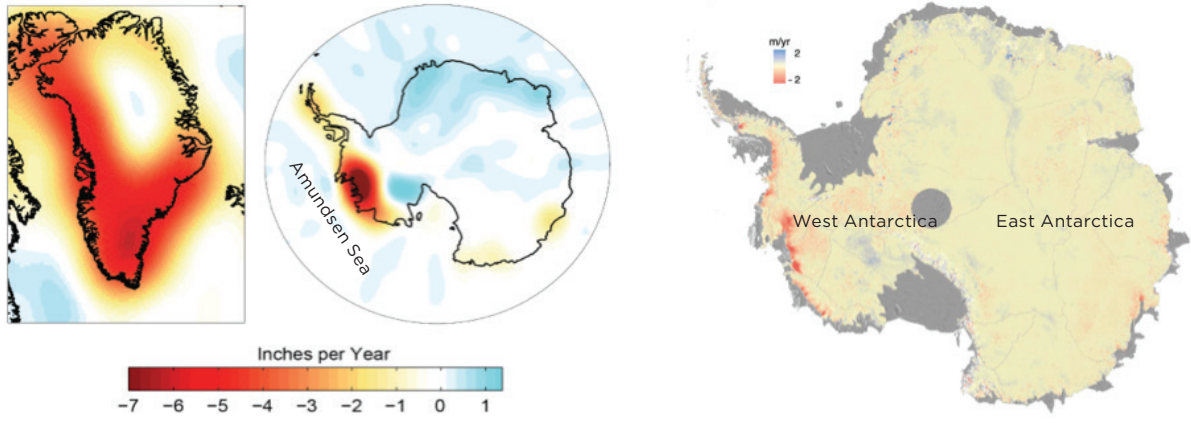 Amundsen Sea
Inches per Year
−7 −6 −5 −4 −3 −2 −1 0 1
m/yr
2
-2
West Antarctica
East Antarctica